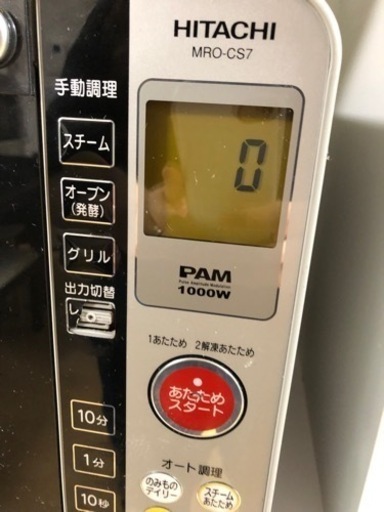 HITACHI
MRO-CS7
手動調理
スチーム
オーブン
(発酵)
グリル
出力切替
レ
0
PAM
Pulse Amplitude Modulation
1000W
1あたため 2解凍あたため
あたため
スタート
10分
1分
10秒
オート調理
のみもの
デイリー
スチーム
あたため